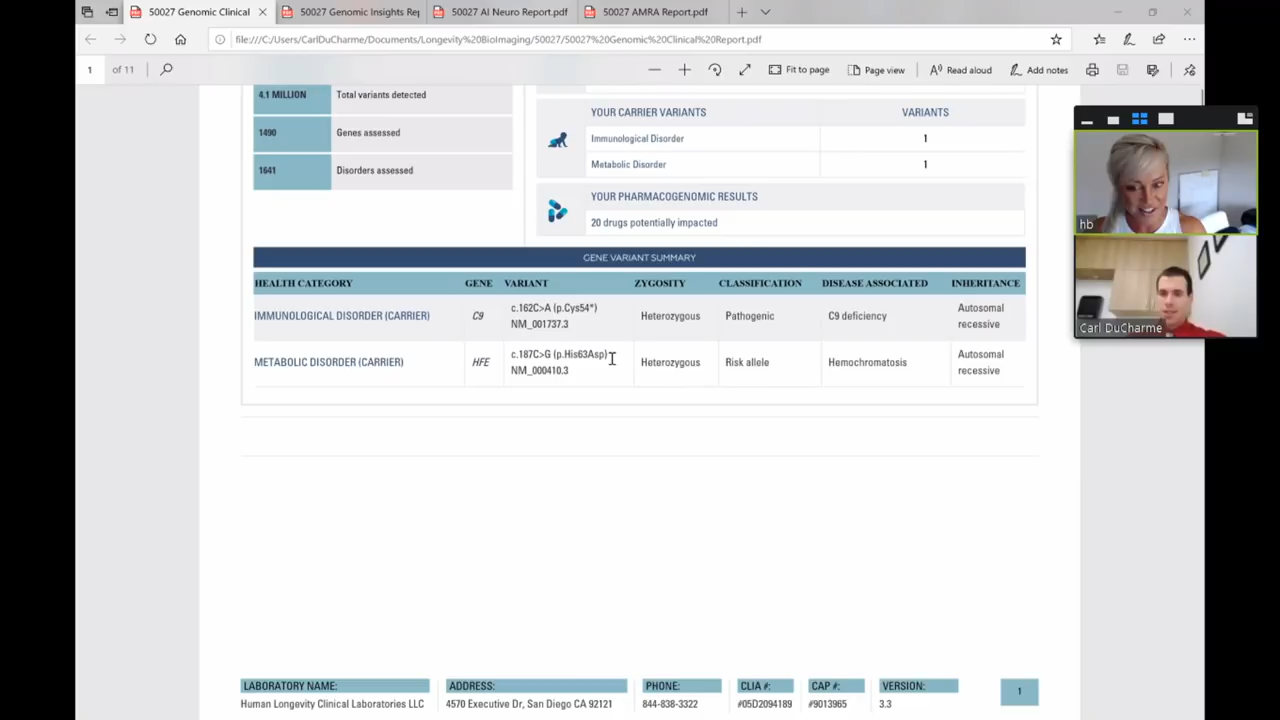 50027 Genomic Clinical
50027 Genomic Insights Rep
50027 AI Neuro Report.pdf
50027 AMRA Report.pdf
file:///C:/Users/CarlDuCharme/Documents/Longevity%20BioImaging/50027/50027%20Genomic%20Clinical%20Report.pdf
1 of 11
Fit to page
Page view
Read aloud
Add notes
4.1 MILLION Total variants detected
1490 Genes assessed
1641 Disorders assessed
YOUR CARRIER VARIANTS VARIANTS
Immunological Disorder 1
Metabolic Disorder 1
YOUR PHARMACOGENOMIC RESULTS
20 drugs potentially impacted
GENE VARIANT SUMMARY
HEALTH CATEGORY GENE VARIANT ZYGOSITY CLASSIFICATION DISEASE ASSOCIATED INHERITANCE
IMMUNOLOGICAL DISORDER (CARRIER) C9 c.162C>A (p.Cys54*) NM_001737.3 Heterozygous Pathogenic C9 deficiency Autosomal recessive
METABOLIC DISORDER (CARRIER) HFE c.187C>G (p.His63Asp) NM_000410.3 Heterozygous Risk allele Hemochromatosis Autosomal recessive
hb
Carl DuCharme
LABORATORY NAME: ADDRESS: PHONE: CLIA #: CAP #: VERSION:
Human Longevity Clinical Laboratories LLC 4570 Executive Dr, San Diego CA 92121 844-838-3322 #05D2094189 #9013965 3.3
1